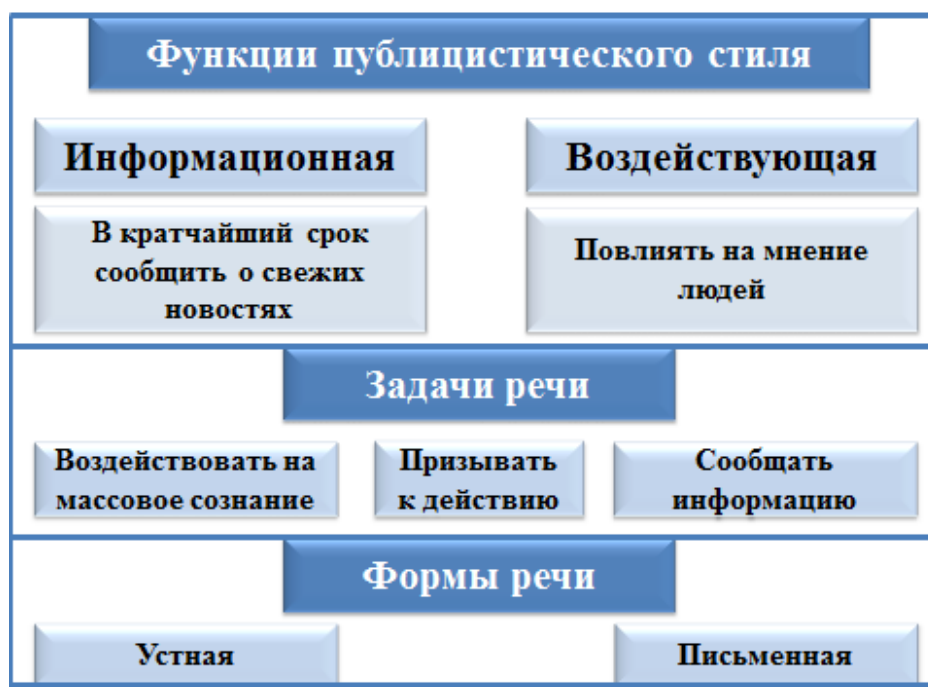 Функции публицистического стиля
Информационная
В кратчайший срок
сообщить о свежих
новостях
Воздействующая
Повлиять на мнение
людей
Задачи речи
Воздействовать на
массовое сознание
Призывать
к действию
Сообщать
информацию
Формы речи
Устная
Письменная